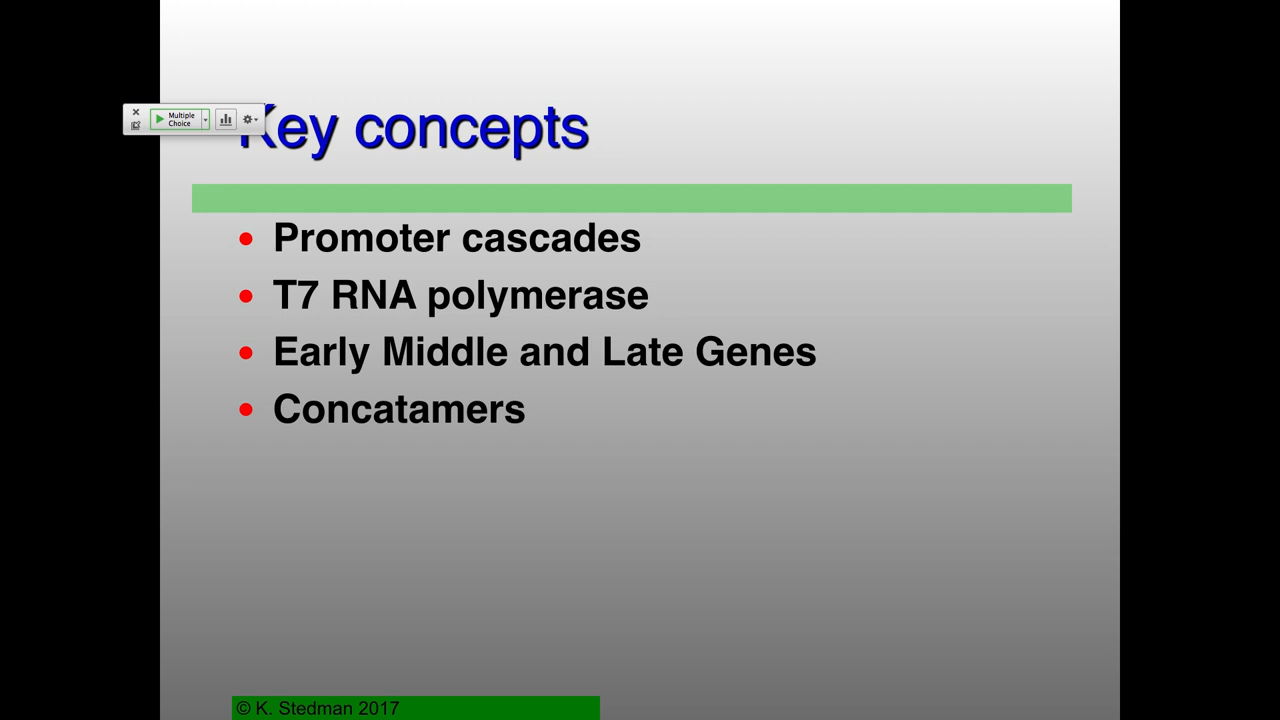 Multiple
Choice
Key concepts
Promoter cascades
T7 RNA polymerase
Early Middle and Late Genes
Concatamers
© K. Stedman 2017